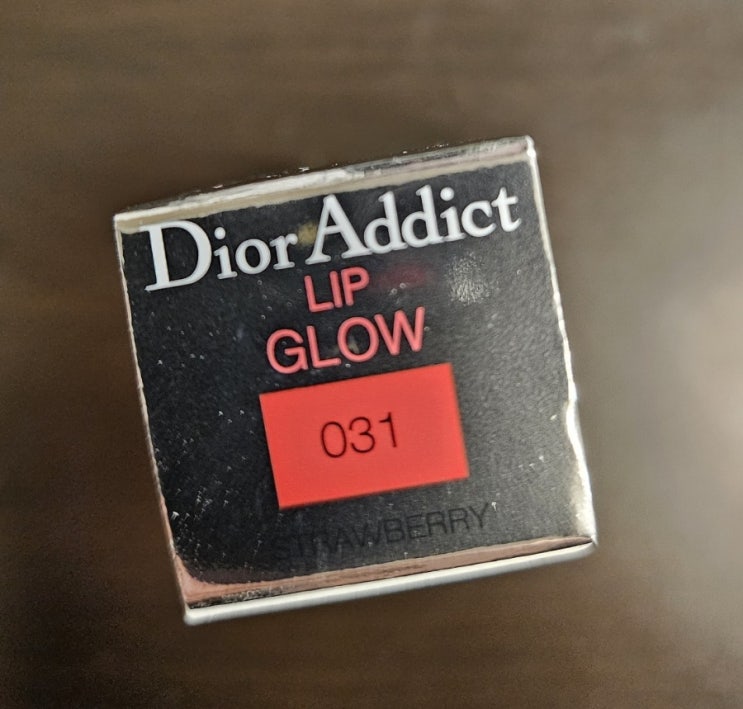 Dior Addict
LIP
GLOW
031
STRAWBERRY